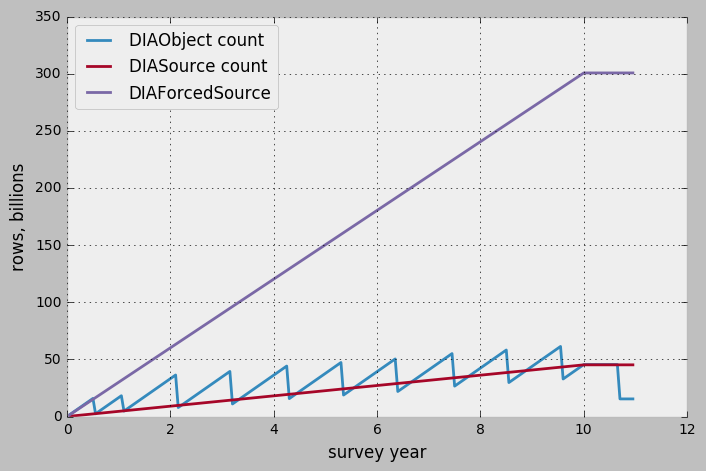 350
300
250
200
150
100
50
0
rows, billions
DIAObject count
DIASource count
DIAForcedSource
0 2 4 6 8 10 12
survey year